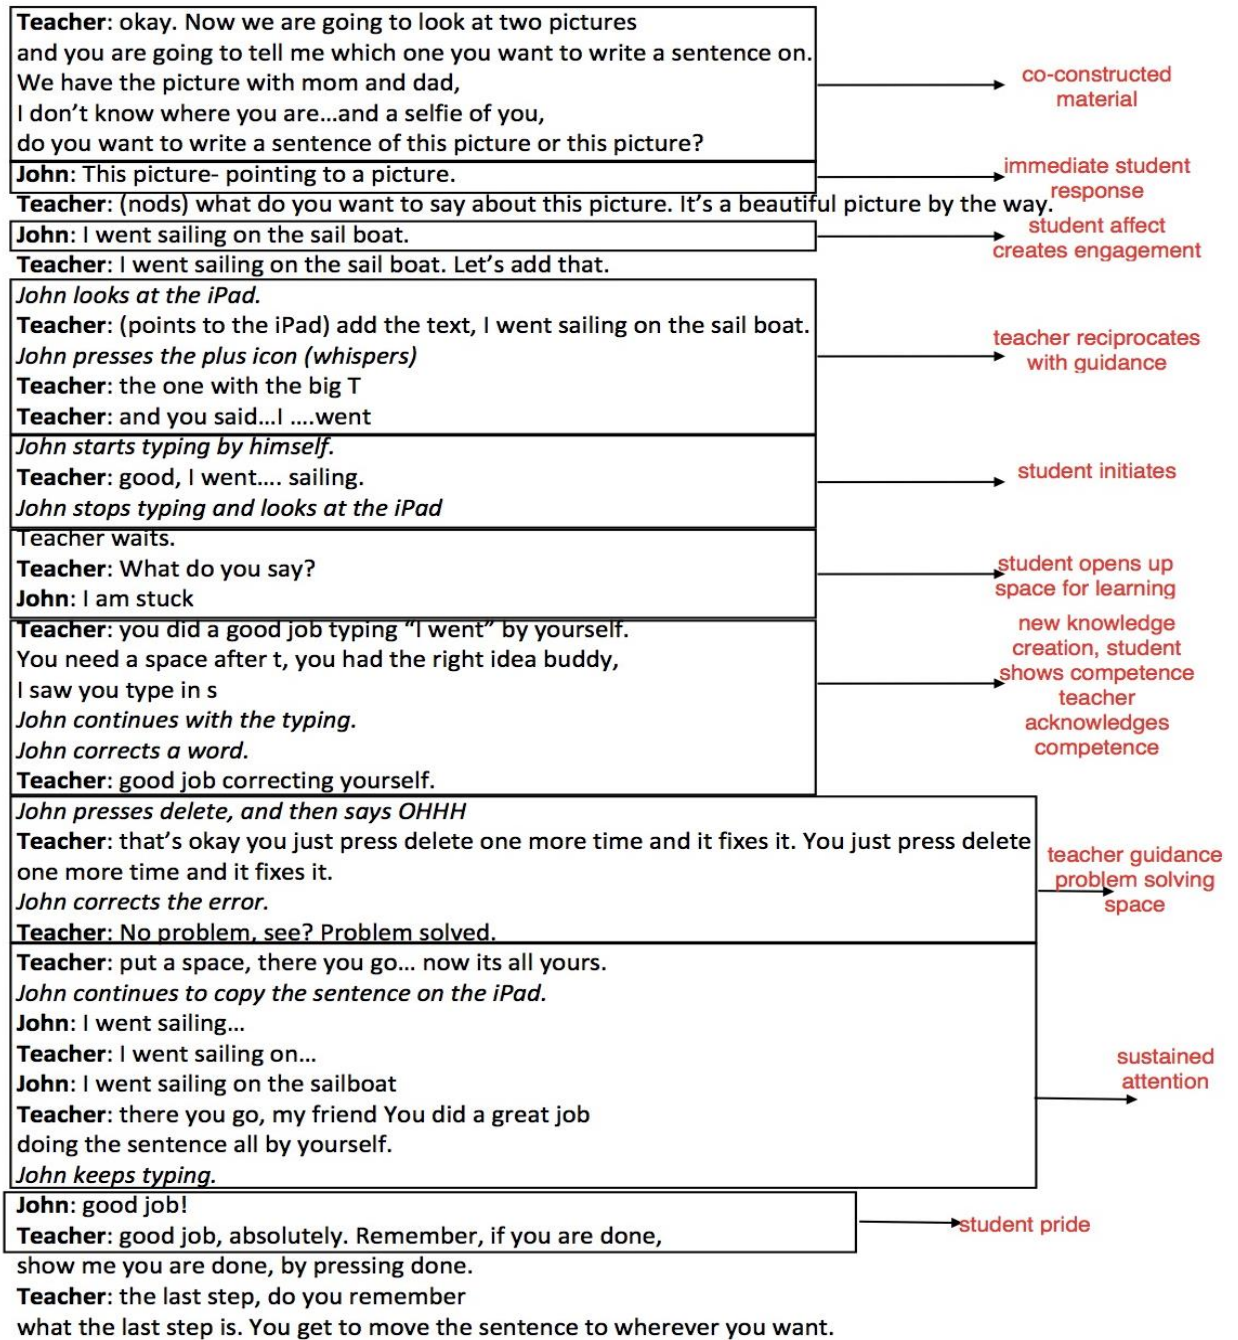 Teacher: okay. Now we are going to look at two pictures
and you are going to tell me which one you want to write a sentence on.
We have the picture with mom and dad,
I don't know where you are...and a selfie of you,
do you want to write a sentence of this picture or this picture?
co-constructed
material
John: This picture- pointing to a picture.
immediate student
response
Teacher: (nods) what do you want to say about this picture. It's a beautiful picture by the way.
John: I went sailing on the sail boat.
student affect
creates engagement
Teacher: I went sailing on the sail boat. Let's add that.
John looks at the iPad.
Teacher: (points to the iPad) add the text, I went sailing on the sail boat.
John presses the plus icon (whispers)
Teacher: the one with the big T
Teacher: and you said...I ....went
teacher reciprocates
with guidance
John starts typing by himself.
Teacher: good, I went.... sailing.
John stops typing and looks at the iPad
student initiates
Teacher waits.
Teacher: What do you say?
John: I am stuck
student opens up
space for learning
Teacher: you did a good job typing "I went" by yourself.
You need a space after t, you had the right idea buddy,
I saw you type in s
John continues with the typing.
John corrects a word.
Teacher: good job correcting yourself.
new knowledge
creation, student
shows competence
teacher
acknowledges
competence
John presses delete, and then says OHHH
Teacher: that's okay you just press delete one more time and it fixes it. You just press delete
one more time and it fixes it.
John corrects the error.
Teacher: No problem, see? Problem solved.
teacher guidance
problem solving
space
Teacher: put a space, there you go... now its all yours.
John continues to copy the sentence on the iPad.
John: I went sailing...
Teacher: I went sailing on...
John: I went sailing on the sailboat
Teacher: there you go, my friend You did a great job
doing the sentence all by yourself.
John keeps typing.
sustained
attention
John: good job!
Teacher: good job, absolutely. Remember, if you are done,
student pride
show me you are done, by pressing done.
Teacher: the last step, do you remember
what the last step is. You get to move the sentence to wherever you want.